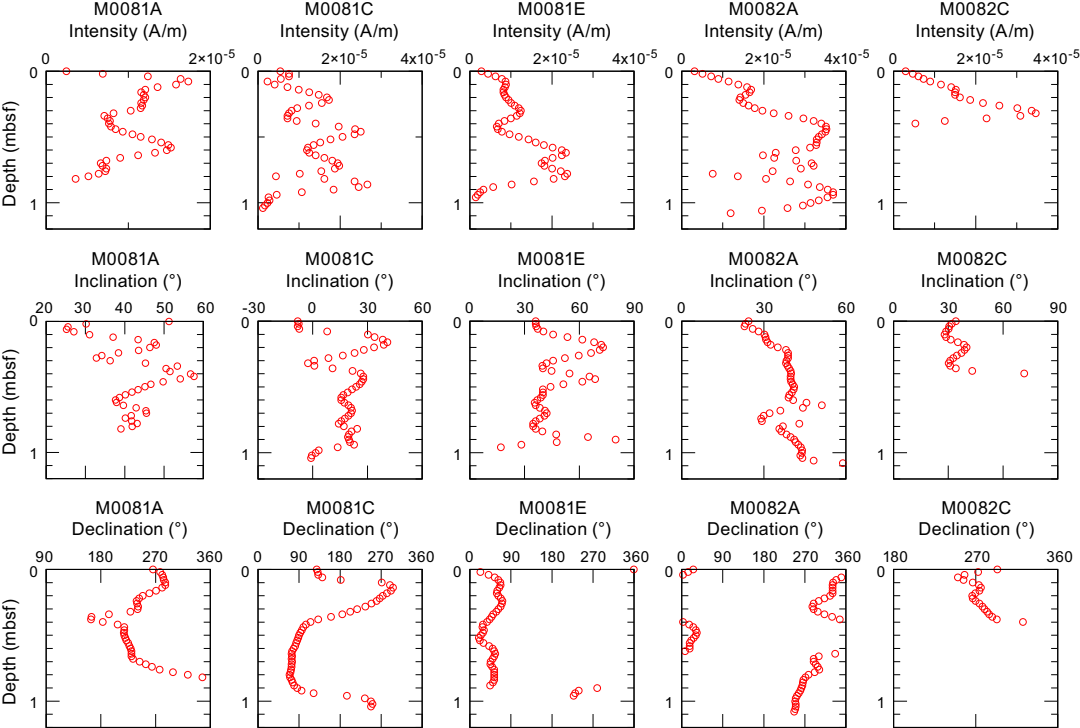 M0081A M0081C M0081E M0082A M0082C
Intensity (A/m) Intensity (A/m) Intensity (A/m) Intensity (A/m) Intensity (A/m)
0 2×10⁻⁵ 0 2×10⁻⁵ 4×10⁻⁵ 0 2×10⁻⁵ 4×10⁻⁵ 0 2×10⁻⁵ 4×10⁻⁵ 0 2×10⁻⁵ 4×10⁻⁵
0 0 0 0 0
Depth (mbsf)
1 1 1 1 1
M0081A M0081C M0081E M0082A M0082C
Inclination (°) Inclination (°) Inclination (°) Inclination (°) Inclination (°)
20 30 40 50 60 -30 0 30 60 0 30 60 90 0 30 60 0 30 60 90
0 0 0 0 0
Depth (mbsf)
1 1 1 1 1
M0081A M0081C M0081E M0082A M0082C
Declination (°) Declination (°) Declination (°) Declination (°) Declination (°)
90 180 270 360 0 90 180 270 360 0 90 180 270 360 0 90 180 270 360 180 270 360
0 0 0 0 0
Depth (mbsf)
1 1 1 1 1